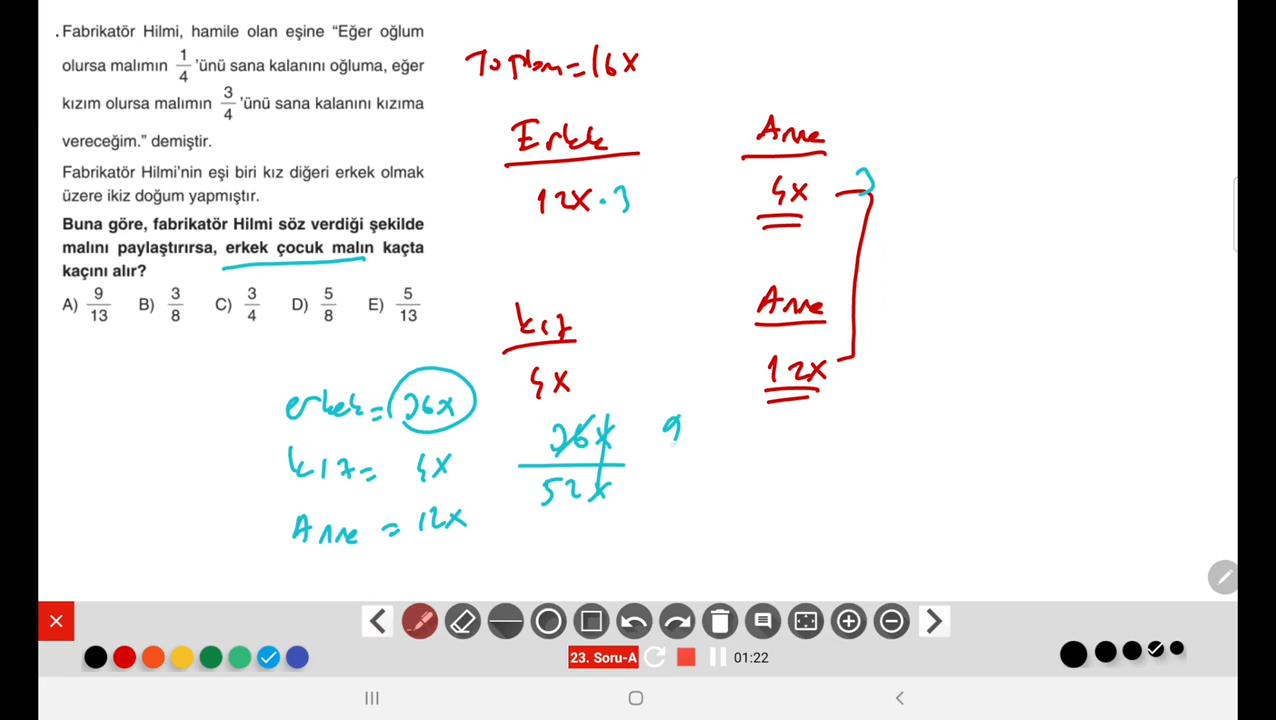 . Fabrikatör Hilmi, hamile olan eşine “Eğer oğlum
olursa malımın 1/4 ’ünü sana kalanını oğluma, eğer
kızım olursa malımın 3/4 ’ünü sana kalanını kızıma
vereceğim.” demiştir.
Fabrikatör Hilmi’nin eşi biri kız diğeri erkek olmak
üzere ikiz doğum yapmıştır.
Buna göre, fabrikatör Hilmi söz verdiği şekilde
malını paylaştırırsa, erkek çocuk malın kaçta
kaçını alır?
A) 9/13 B) 3/8 C) 3/4 D) 5/8 E) 5/13
Toplam = 16x
Erkek
12x · 3
Anne
4x
3
kız
4x
Anne
12x
erkek = 36x
kız = 4x
Anne = 12x
36x/52x 9
23. Soru-A
01:22